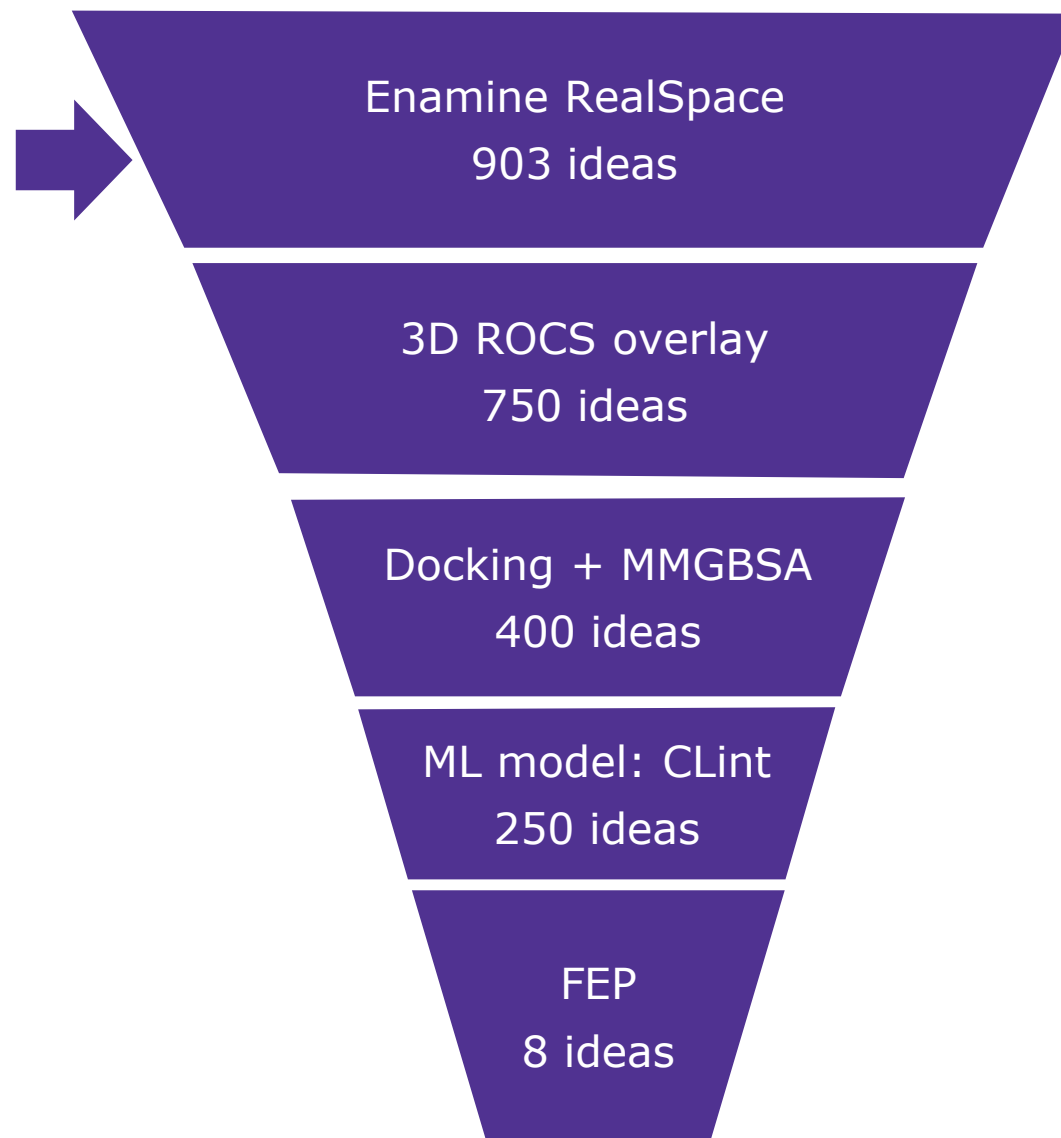 Enamine RealSpace
903 ideas
3D ROCS overlay
750 ideas
Docking + MMGBSA
400 ideas
ML model: CLint
250 ideas
FEP
8 ideas